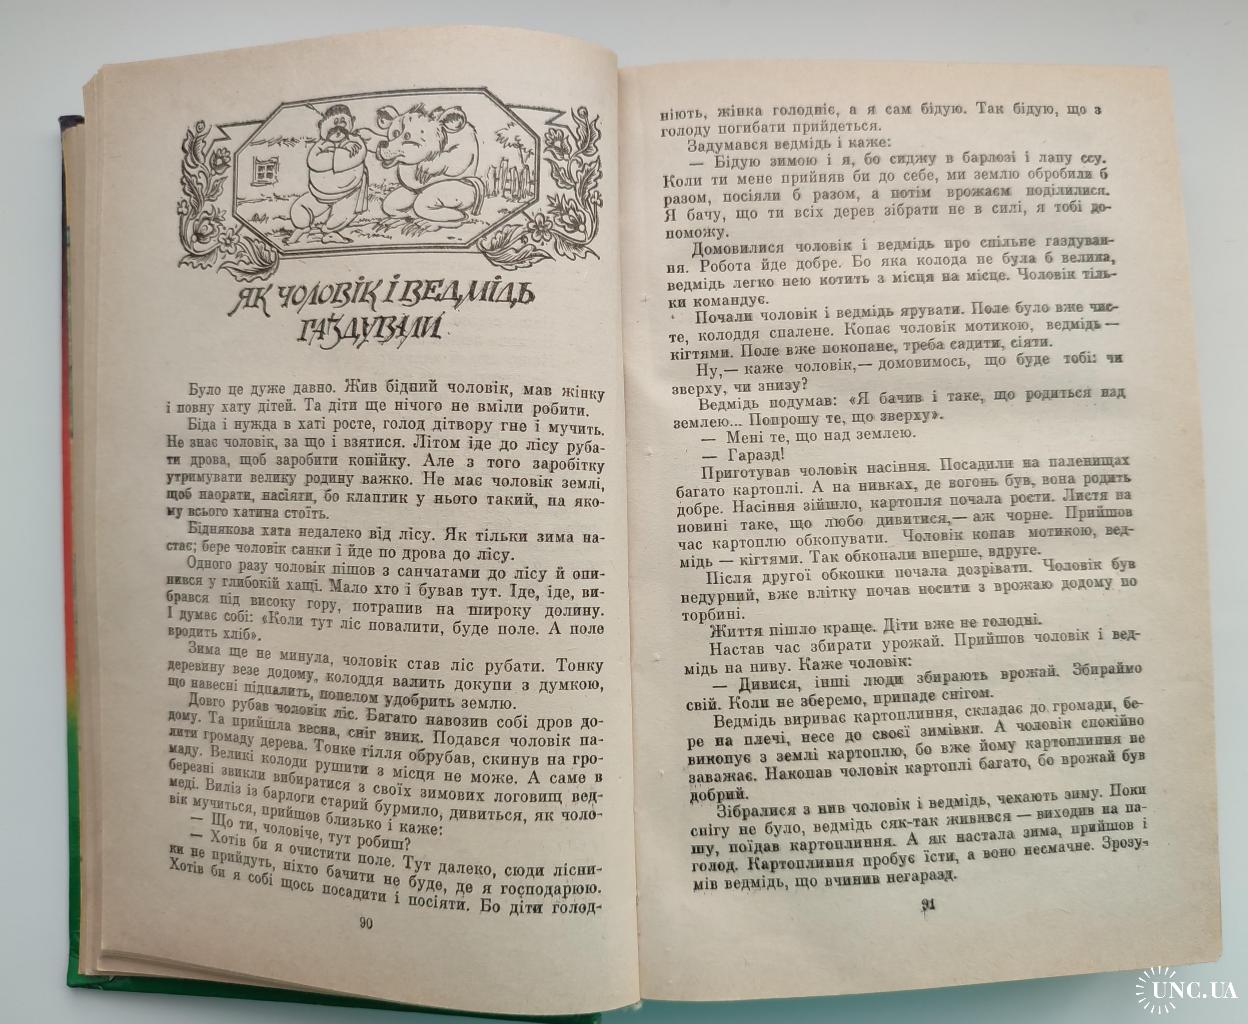 ЯК ЧОЛОВІК І ВЕДМІДЬ
ГАЗДУВАЛИ
Було це дуже давно. Жив бідний чоловік, мав жінку
і повну хату дітей. Та діти ще нічого не вміли робити.
Біда і нужда в хаті росте, голод дітвору гне і мучить.
Не знає чоловік, за що і взятися. Літом іде до лісу руба-
ти дрова, щоб заробити копійку. Але з того заробітку
утримувати велику родину важко. Не має чоловік землі,
щоб наорати, насіяти, бо клаптик у нього такий, на яко-
му всього хатина стоїть.
Біднякова хата недалеко від лісу. Як тільки зима на-
стає; бере чоловік санки і йде по дрова до лісу.
Одного разу чоловік пішов з санчатами до лісу й опи-
нився у глибокій хащі. Мало хто і бував тут. Іде, іде, ви-
брався під високу гору, потрапив на широку долину.
І думає собі: «Коли тут ліс повалити, буде поле. А поле
вродить хліб».
Зима ще не минула, чоловік став ліс рубати. Тонку
деревину везе додому, колоддя валить докупи з думкою,
що навесні підпалить, попелом удобрить землю.
Довго рубав чоловік ліс. Багато навозив собі дров до-
дому. Та прийшла весна, сніг зник. Подався чоловік па-
лити громаду дерева. Тонке гілля обрубав, скинув на гро-
маду. Великі колоди рушити з місця не може. А саме в
березні звикли вибиратися з своїх зимових логовищ вед-
меді. Виліз із барлоги старий бурмило, дивиться, як чоло-
вік мучиться, прийшов близько і каже:
— Що ти, чоловіче, тут робиш?
— Хотів би я очистити поле. Тут далеко, сюди лісни-
ки не прийдуть, ніхто бачити не буде, де я господарюю.
Хотів би я собі щось посадити і посіяти. Бо діти голод-
90
ніють, жінка голодніє, а я сам бідую. Так бідую, що з
голоду погибати прийдеться.
Задумався ведмідь і каже:
— Бідую зимою і я, бо сиджу в барлозі і лапу ссу.
Коли ти мене прийняв би до себе, ми землю обробили б
разом, посіяли б разом, а потім врожаєм поділилися.
Я бачу, що ти всіх дерев зібрати не в силі, я тобі до-
поможу.
Домовилися чоловік і ведмідь про спільне газдуван-
ня. Робота йде добре. Бо яка колода не була б велика,
ведмідь легко нею котить з місця на місце. Чоловік тіль-
ки командує.
Почали чоловік і ведмідь ярувати. Поле було вже чис-
те, колоддя спалене. Копає чоловік мотикою, ведмідь —
кігтями. Поле вже покопане, треба садити, сіяти.
Ну,— каже чоловік,— домовимось, що буде тобі: чи
зверху, чи знизу?
Ведмідь подумав: «Я бачив і таке, що родиться над
землею... Попрошу те, що зверху».
— Мені те, що над землею.
— Гаразд!
Приготував чоловік насіння. Посадили на паленищах
багато картоплі. А на нивках, де вогонь був, вона родить
добре. Насіння зійшло, картопля почала рости. Листя на
повині таке, що любо дивитися,— аж чорне. Прийшов
час картоплю обкопувати. Чоловік копав мотикою, вед-
мідь — кігтями. Так обкопали вперше, вдруге.
Після другої обкопки почала дозрівати. Чоловік був
недурний, вже влітку почав носити з врожаю додому по
торбині.
Життя пішло краще. Діти вже не голодні.
Настав час збирати урожай. Прийшов чоловік і вед-
мідь на ниву. Каже чоловік:
— Дивися, інші люди збирають врожай. Збираймо
свій. Коли не зберемо, припаде снігом.
Ведмідь вириває картоплиння, складає до громади, бе-
ре на плечі, несе до своєї зимівки. А чоловік спокійно
викопує з землі картоплю, бо вже йому картоплиння не
заважає. Накопав чоловік картоплі багато, бо врожай був
добрий.
Зібралися з нив чоловік і ведмідь, чекають зиму. Поки
снігу не було, ведмідь сяк-так живився — виходив на па-
шу, поїдав картоплиння. А як настала зима, прийшов і
голод. Картоплиння пробує їсти, а воно несмачне. Зрозу-
мів ведмідь, що вчинив негаразд.
91
UNC.UA